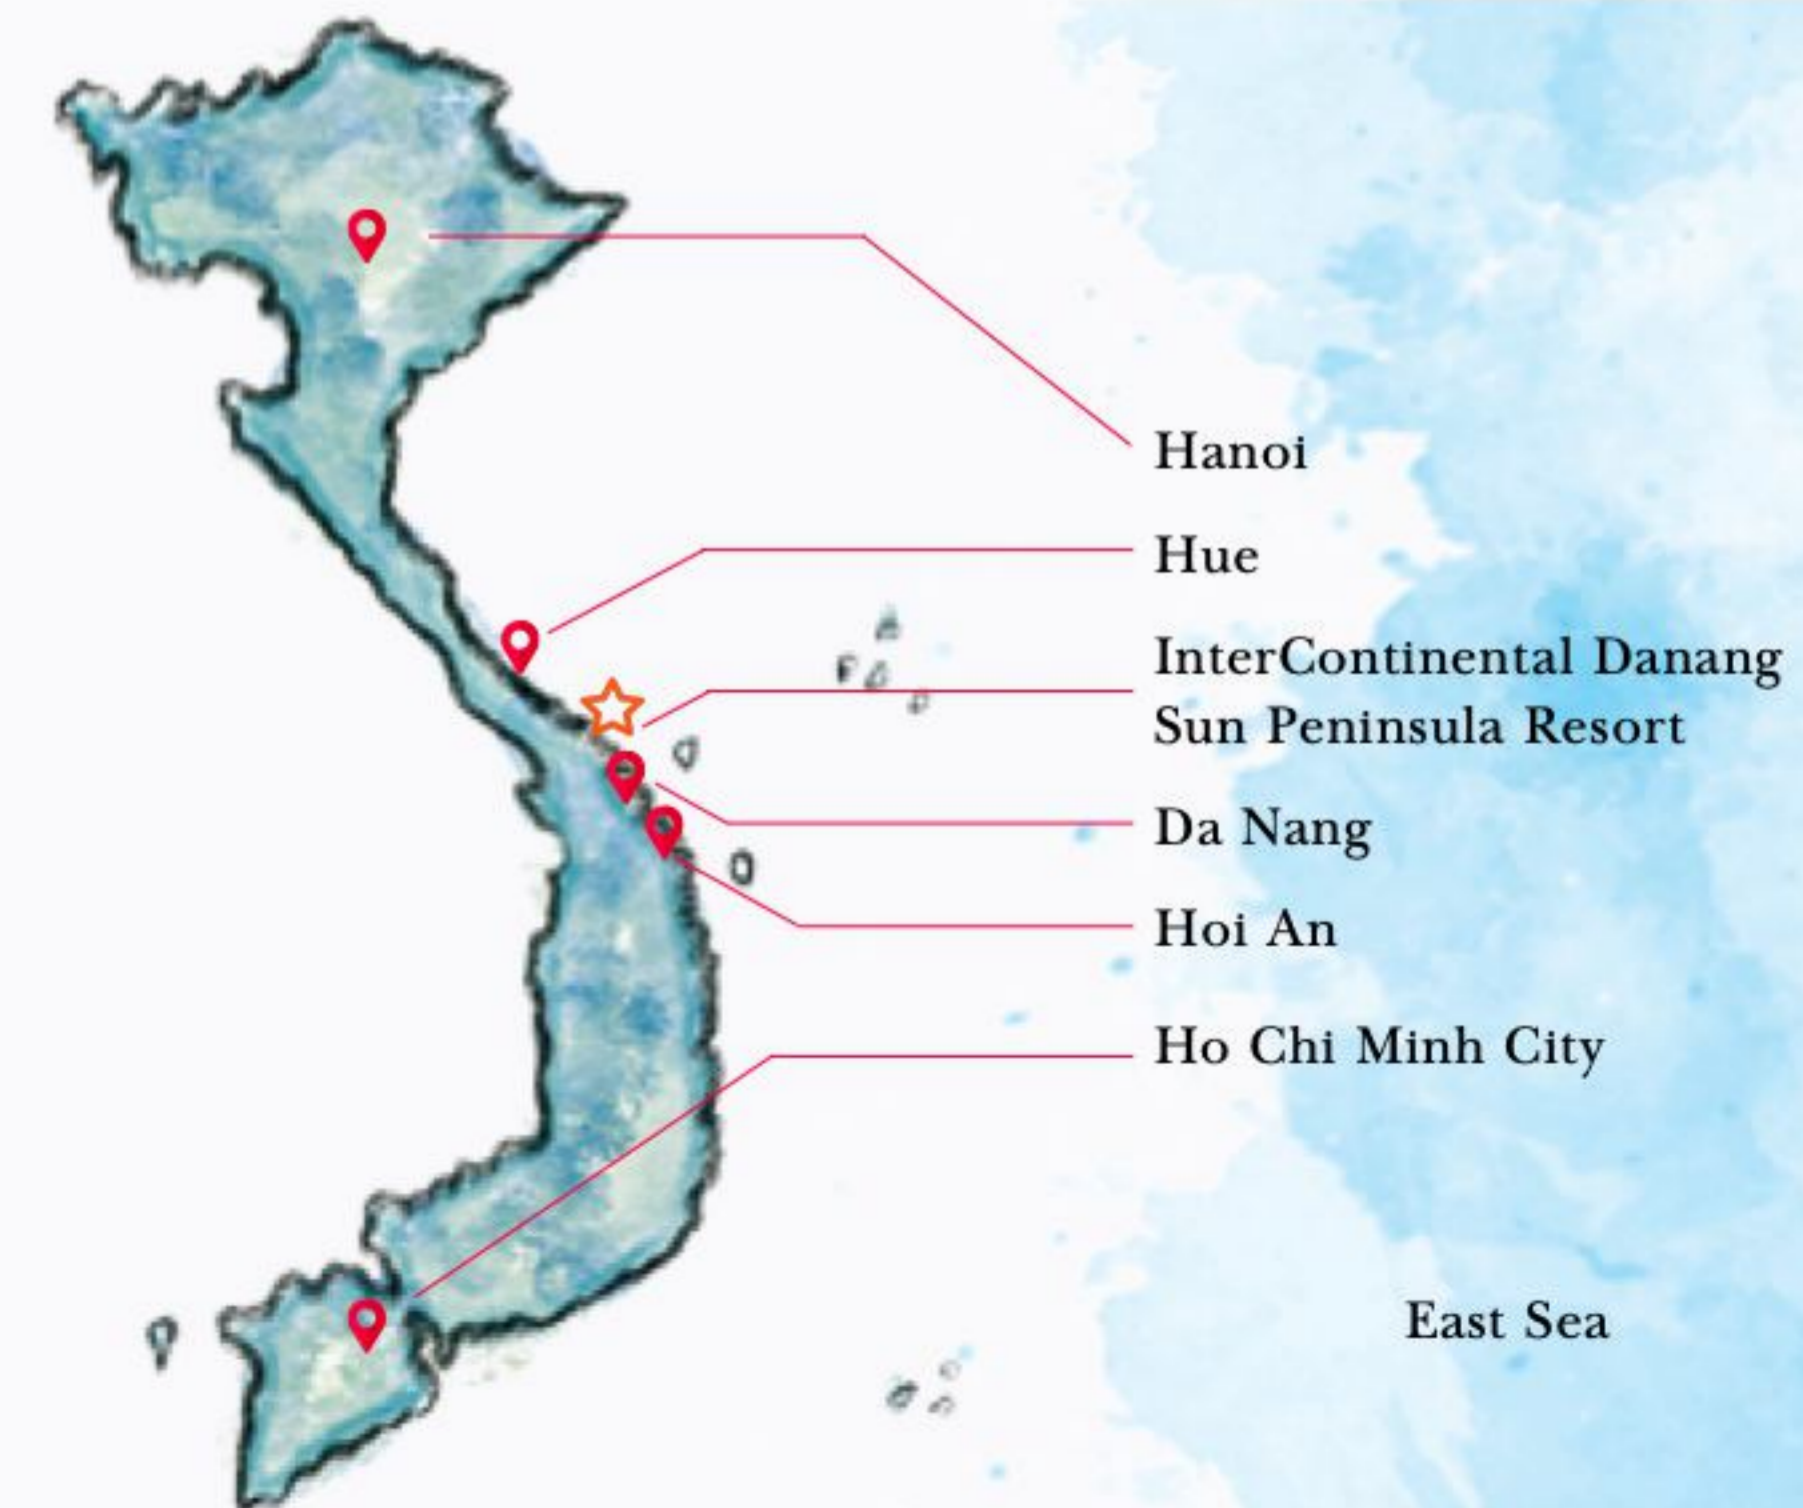 Hanoi
Hue
InterContinental Danang
Sun Peninsula Resort
Da Nang
Hoi An
Ho Chi Minh City
East Sea